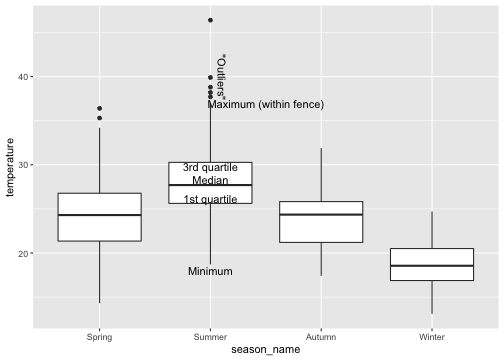 "Outliers"
Maximum (within fence)
3rd quartile
Median
1st quartile
Minimum
40
30
20
temperature
Spring
Summer
Autumn
Winter
season_name